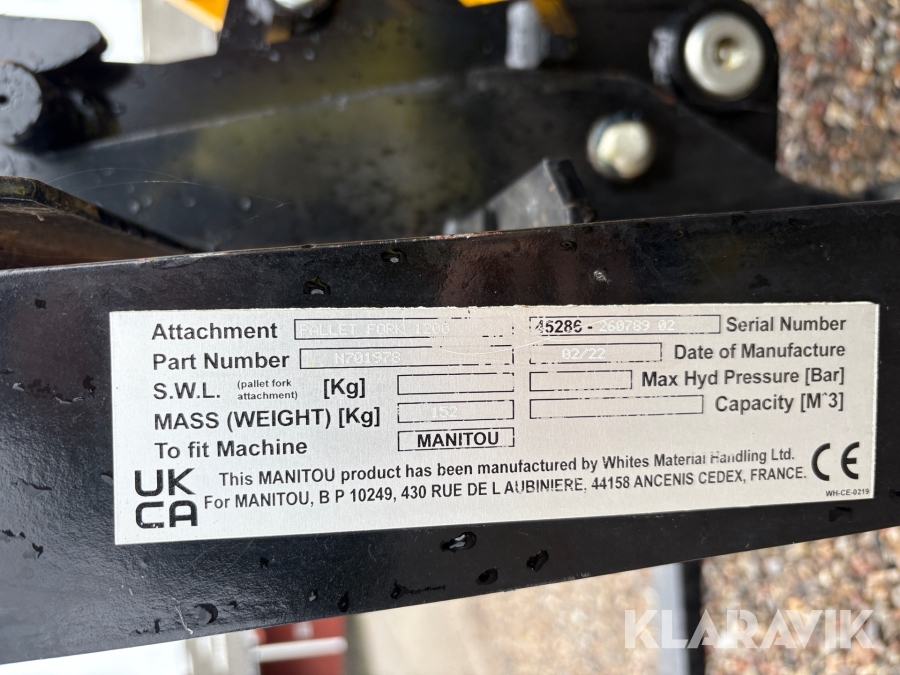 Attachment PALLET FORK 1200 45286 - 260789 02 Serial Number
Part Number N701978 02/22 Date of Manufacture
S.W.L. (pallet fork attachment) [Kg] Max Hyd Pressure [Bar]
MASS (WEIGHT) [Kg] 152 Capacity [M^3]
To fit Machine MANITOU
UK
CA
This MANITOU product has been manufactured by Whites Material Handling Ltd.
For MANITOU, B P 10249, 430 RUE DE L AUBINIERE, 44158 ANCENIS CEDEX, FRANCE.
CE
WH-CE-0219
KLARAVIK